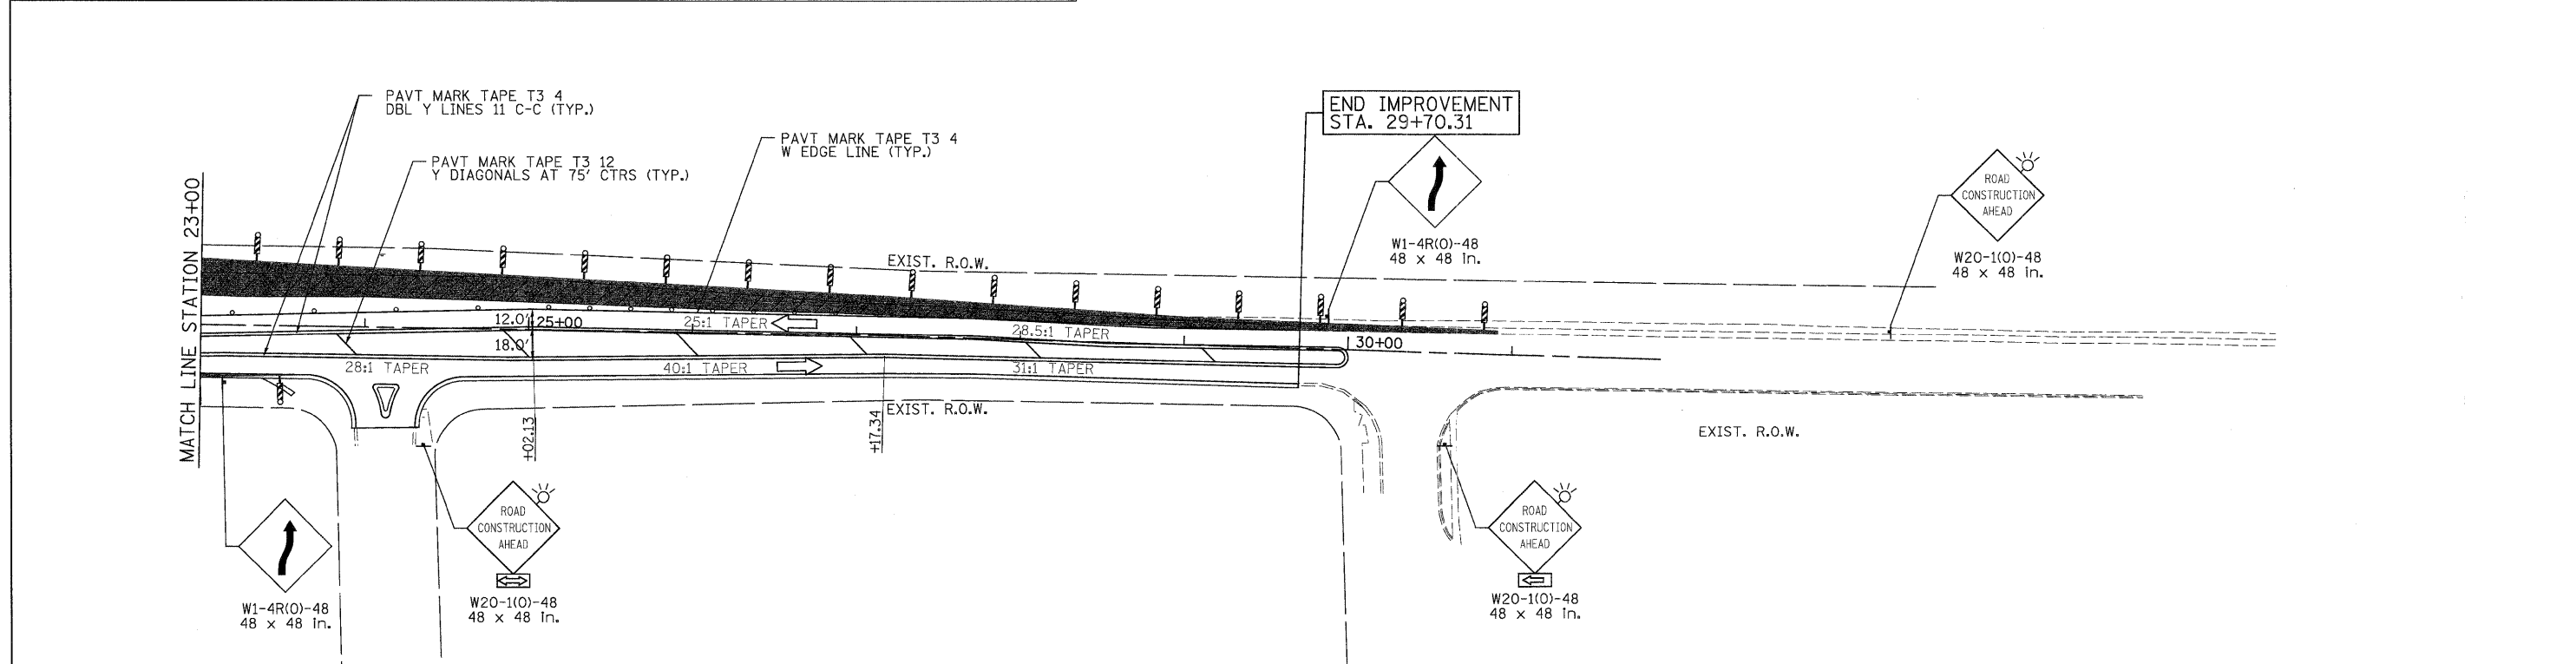 PAVT MARK TAPE T3 4
DBL Y LINES 11 C-C (TYP.)
PAVT MARK TAPE T3 12
Y DIAGONALS AT 75' CTRS (TYP.)
PAVT MARK TAPE T3 4
W EDGE LINE (TYP.)
END IMPROVEMENT
STA. 29+70.31
W1-4R(O)-48
48 x 48 in.
ROAD
CONSTRUCTION
AHEAD
W20-1(O)-48
48 x 48 in.
MATCH LINE STATION 23+00
EXIST. R.O.W.
12.0'
25+00
25:1 TAPER
28.5:1 TAPER
30+00
18.0'
28:1 TAPER
40:1 TAPER
31:1 TAPER
+02.13
+17.34
EXIST. R.O.W.
EXIST. R.O.W.
W1-4R(O)-48
48 x 48 in.
ROAD
CONSTRUCTION
AHEAD
W20-1(O)-48
48 x 48 in.
ROAD
CONSTRUCTION
AHEAD
W20-1(O)-48
48 x 48 in.